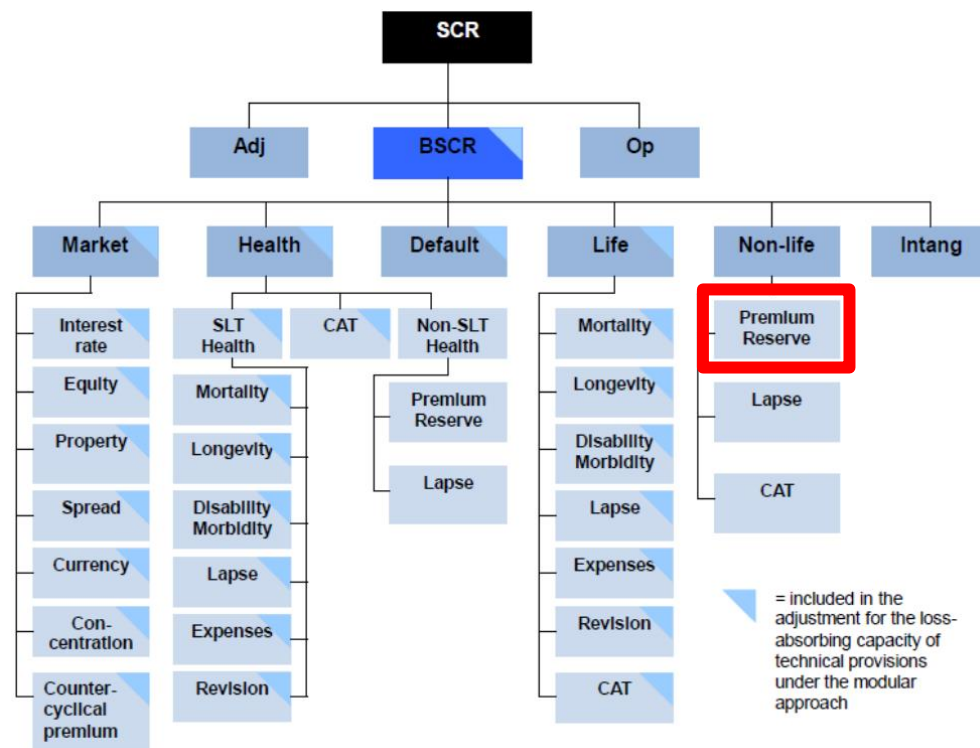 SCR
Adj
BSCR
Op
Market
Health
Default
Life
Non-life
Intang
Interest
rate
Equity
Property
Spread
Currency
Con-
centration
Counter-
cyclical
premium
SLT
Health
Mortality
Longevity
Disability
Morbidity
Lapse
Expenses
Revision
CAT
Non-SLT
Health
Premium
Reserve
Lapse
Mortality
Longevity
Disability
Morbidity
Lapse
Expenses
Revision
CAT
Premium
Reserve
Lapse
CAT
= included in the
adjustment for the loss-
absorbing capacity of
technical provisions
under the modular
approach